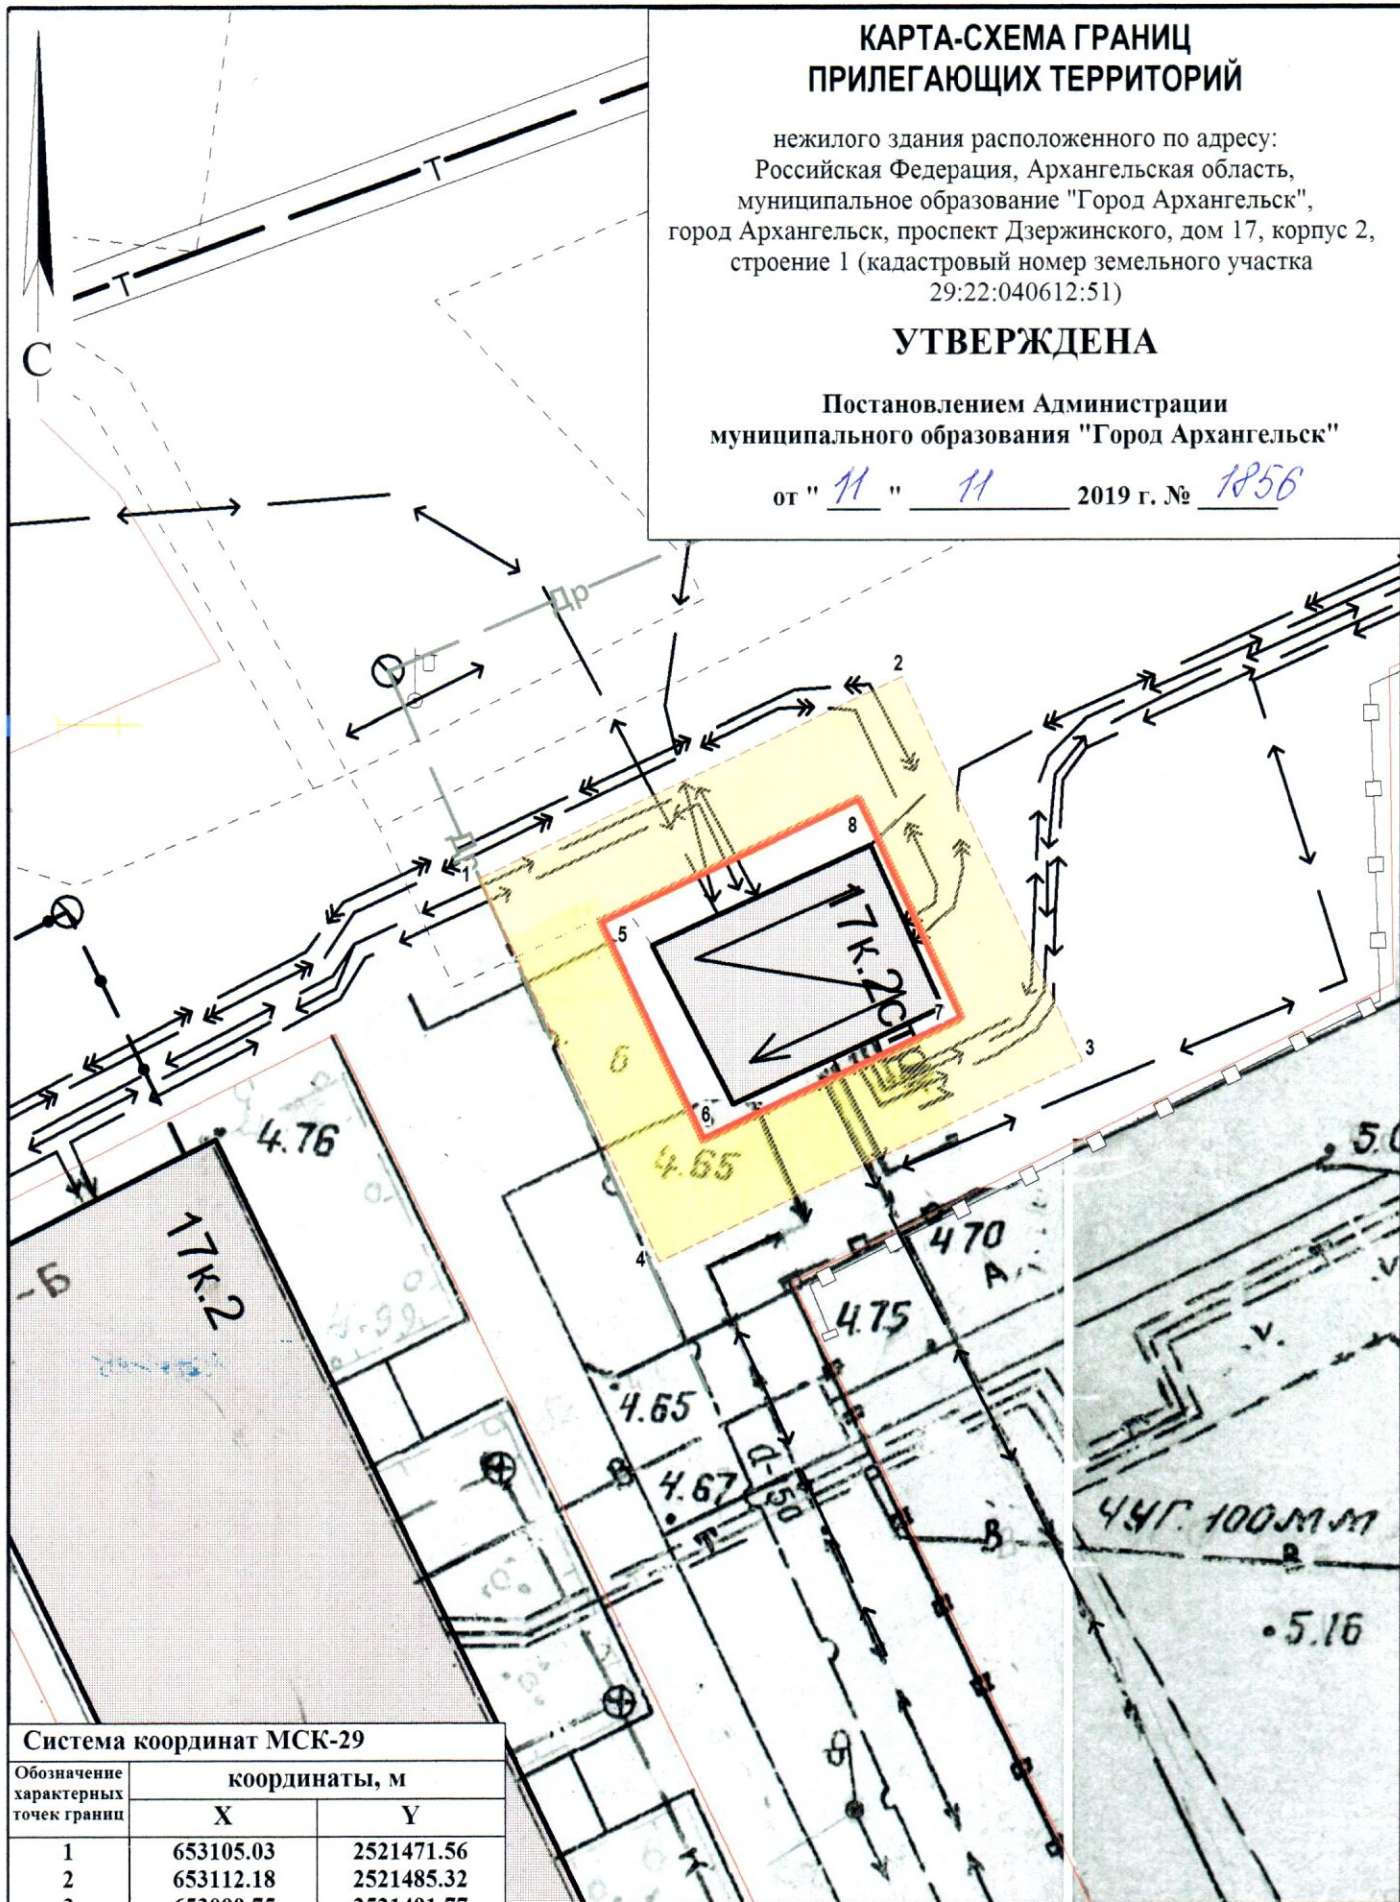 КАРТА-СХЕМА ГРАНИЦ
ПРИЛЕГАЮЩИХ ТЕРРИТОРИЙ
нежилого здания расположенного по адресу:
Российская Федерация, Архангельская область,
муниципальное образование "Город Архангельск",
город Архангельск, проспект Дзержинского, дом 17, корпус 2,
строение 1 (кадастровый номер земельного участка
29:22:040612:51)
УТВЕРЖДЕНА
Постановлением Администрации
муниципального образования "Город Архангельск"
от " 11 " 11 2019 г. № 1856
Т
Т
С
Др
2
1
8
5
17к.2
7
3
б
6
4.76
4.65
4
17к.2
-Б
4.70
А
4.75
V.
4.65
4.67
d-50
В
т
В
чуг. 100мм
В
5.16
Система координат МСК-29
Обозначение характерных точек границ
координаты, м
X Y
1 653105.03 2521471.56
2 653112.18 2521485.32